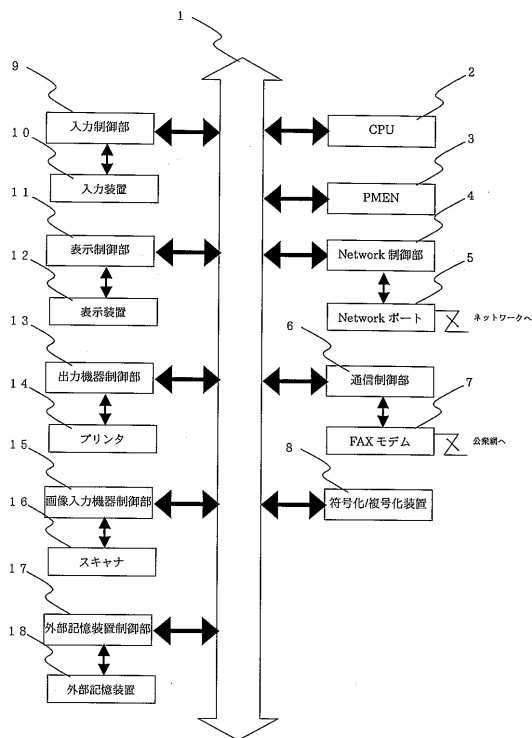 1
9
入力制御部
10
入力装置
11
表示制御部
12
表示装置
13
出力機器制御部
14
プリンタ
15
画像入力機器制御部
16
スキャナ
17
外部記憶装置制御部
18
外部記憶装置
2
CPU
3
PMEN
4
Network 制御部
5
Network ポート
ネットワークへ
6
通信制御部
7
FAX モデム
公衆網へ
8
符号化/複号化装置